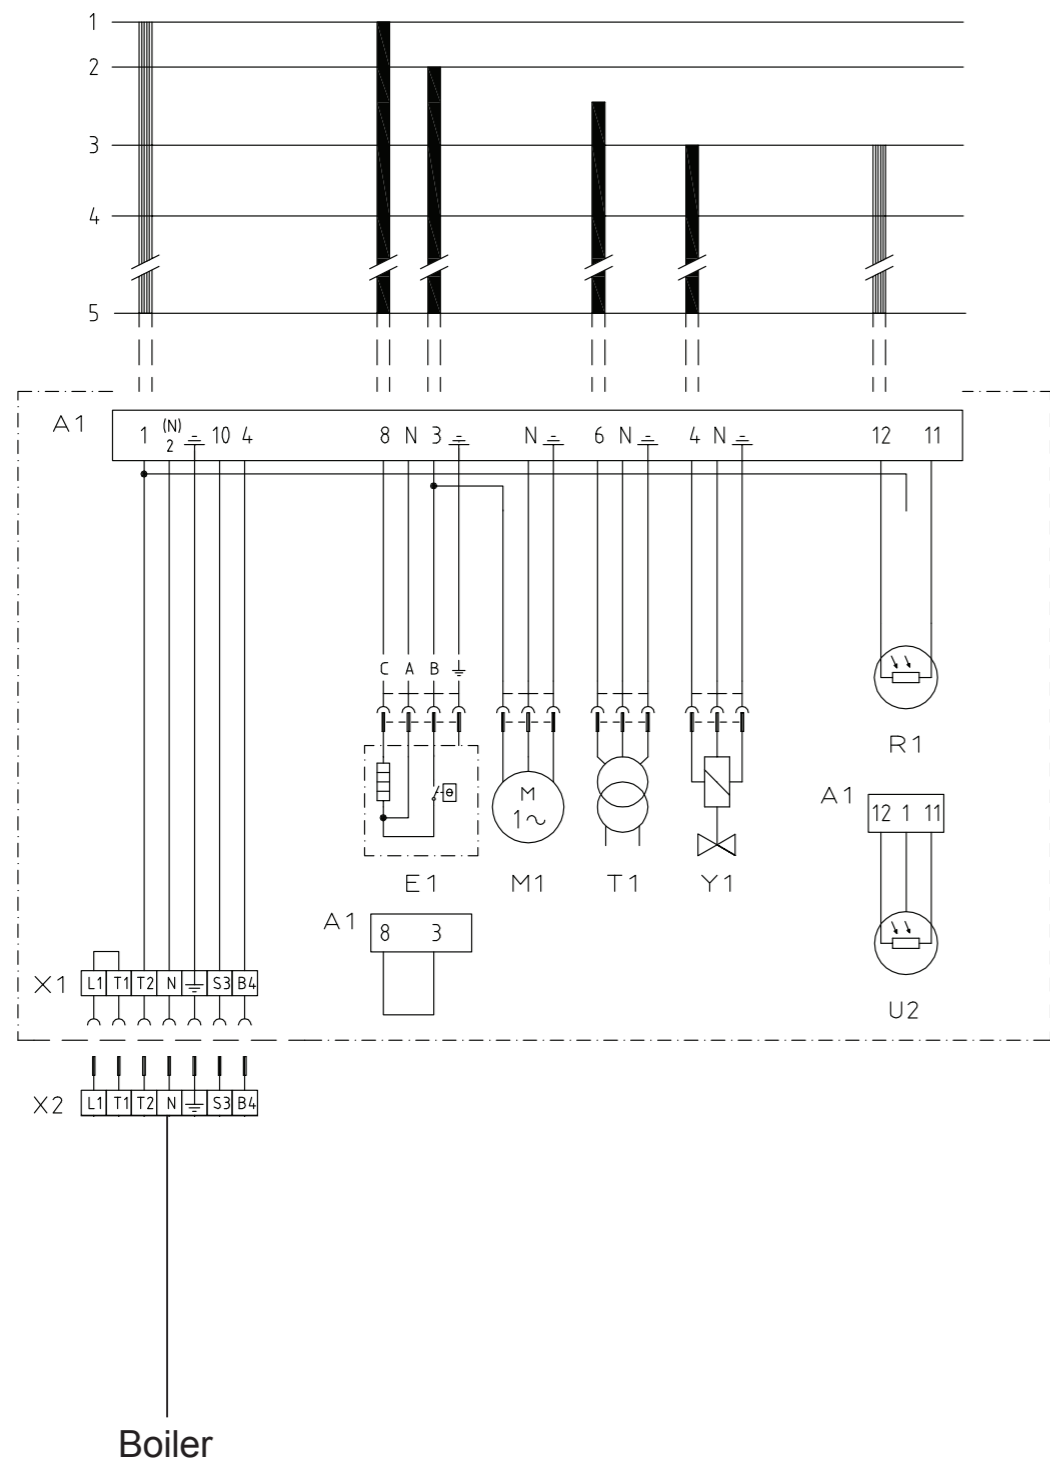 1
2
3
4
5
A1
1 (N) 2 10 4 8 N 3 N 6 N 4 N 12 11
C A B
R1
A1
12 1 11
M
1~
E1 M1 T1 Y1
A1
8 3
U2
X1
L1 T1 T2 N S3 B4
X2
L1 T1 T2 N S3 B4
Boiler